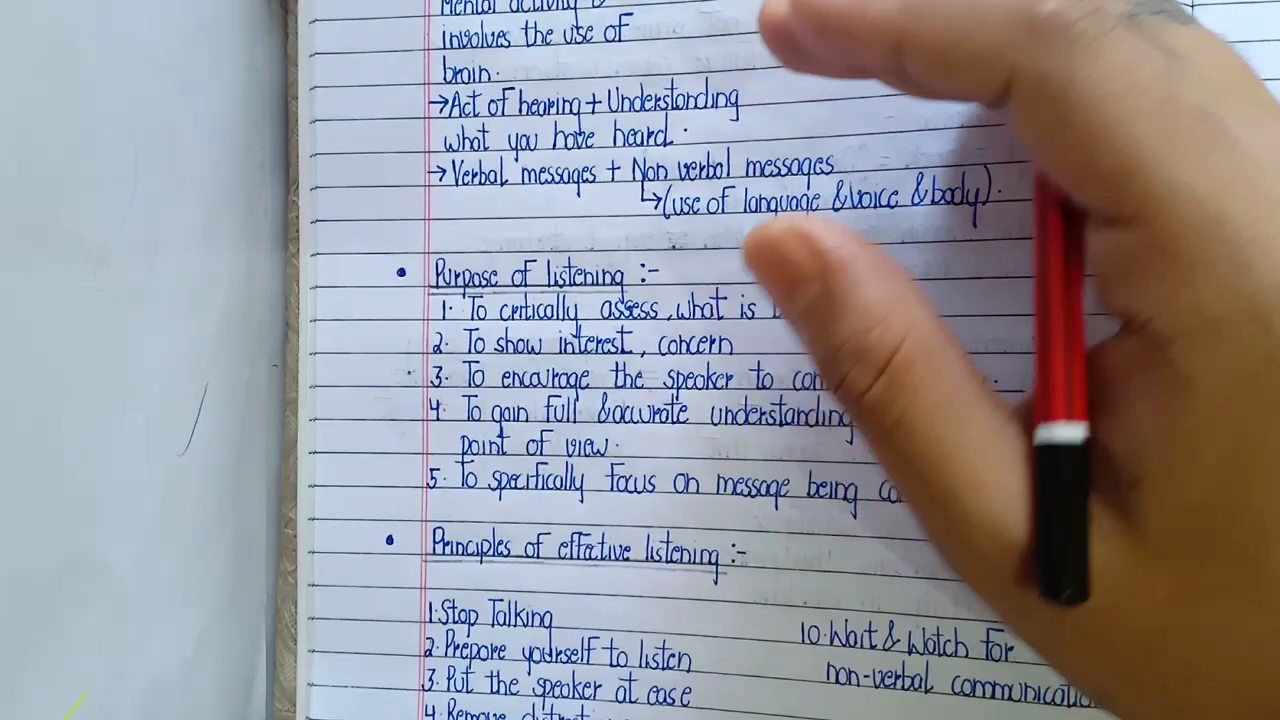 Mental activity
involves the use of
brain.
→Act of hearing + Understanding
what you have heard.
→Verbal messages + Non verbal messages
↳(use of language & voice & body).
• Purpose of listening :-
1. To critically assess, what is
2. To show interest, concern
3. To encourage the speaker to
4. To gain full & accurate understanding
point of view.
5. To specifically focus on message being
• Principles of effective listening :-
1. Stop Talking
2. Prepare yourself to listen
3. Put the speaker at ease
4. Remove
10. Wait & Watch for
non-verbal